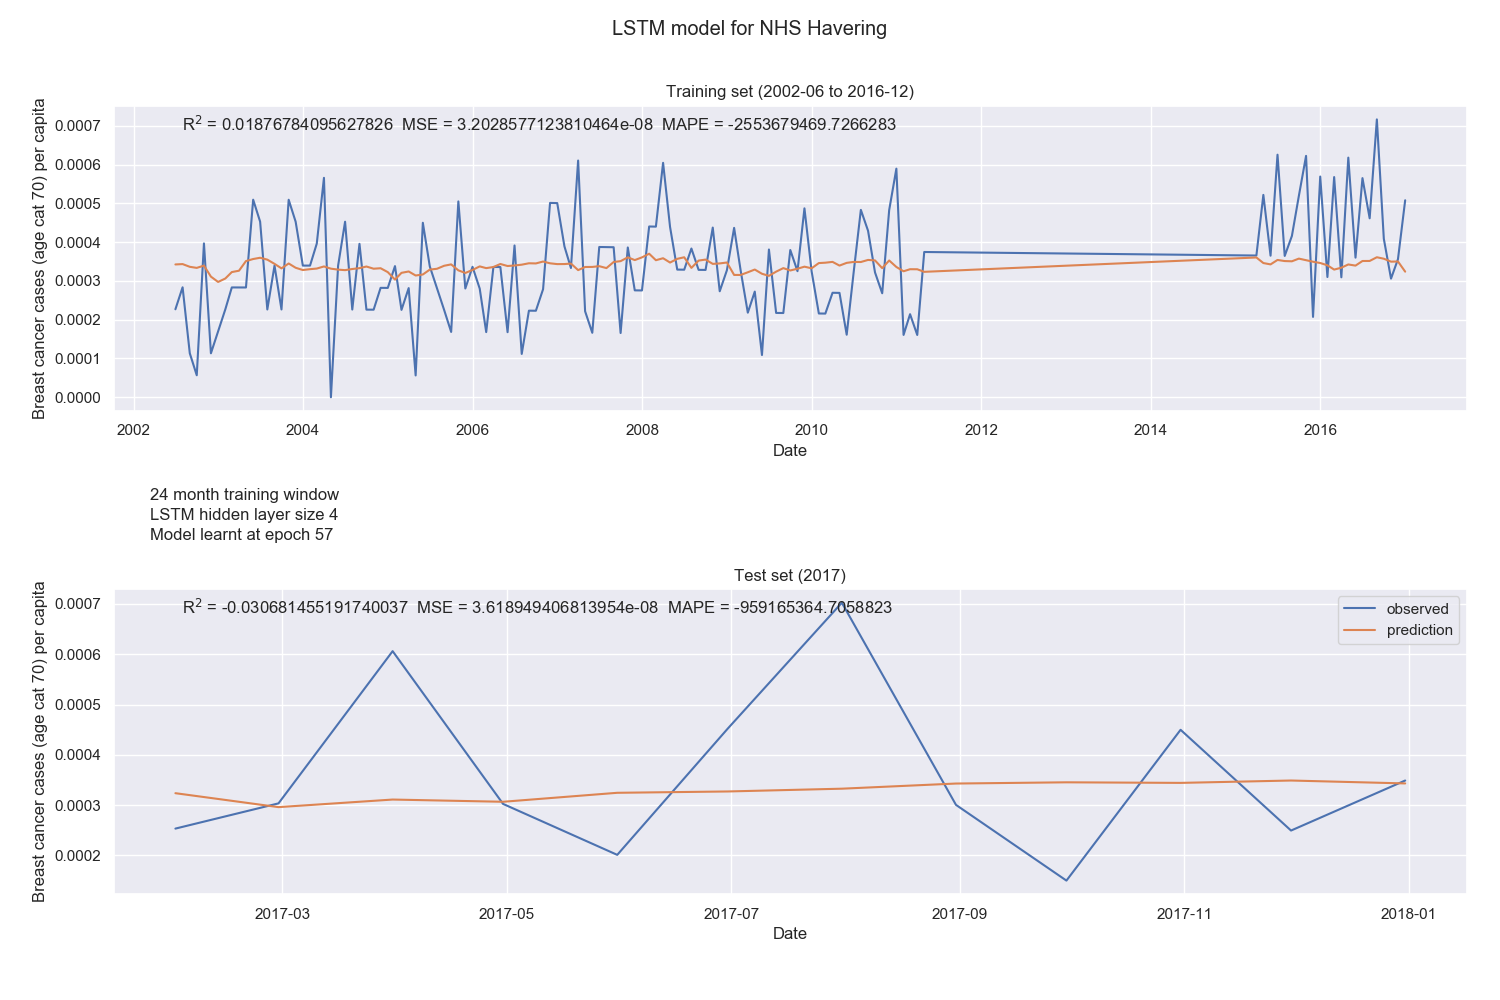 LSTM model for NHS Havering
Training set (2002-06 to 2016-12)
R² = 0.01876784095627826 MSE = 3.2028577123810464e-08 MAPE = -2553679469.7266283
Breast cancer cases (age cat 70) per capita
0.0007
0.0006
0.0005
0.0004
0.0003
0.0002
0.0001
0.0000
2002 2004 2006 2008 2010 2012 2014 2016
Date
24 month training window
LSTM hidden layer size 4
Model learnt at epoch 57
Test set (2017)
R² = -0.030681455191740037 MSE = 3.618949406813954e-08 MAPE = -959165364.7058823
observed
prediction
Breast cancer cases (age cat 70) per capita
0.0007
0.0006
0.0005
0.0004
0.0003
0.0002
2017-03 2017-05 2017-07 2017-09 2017-11 2018-01
Date